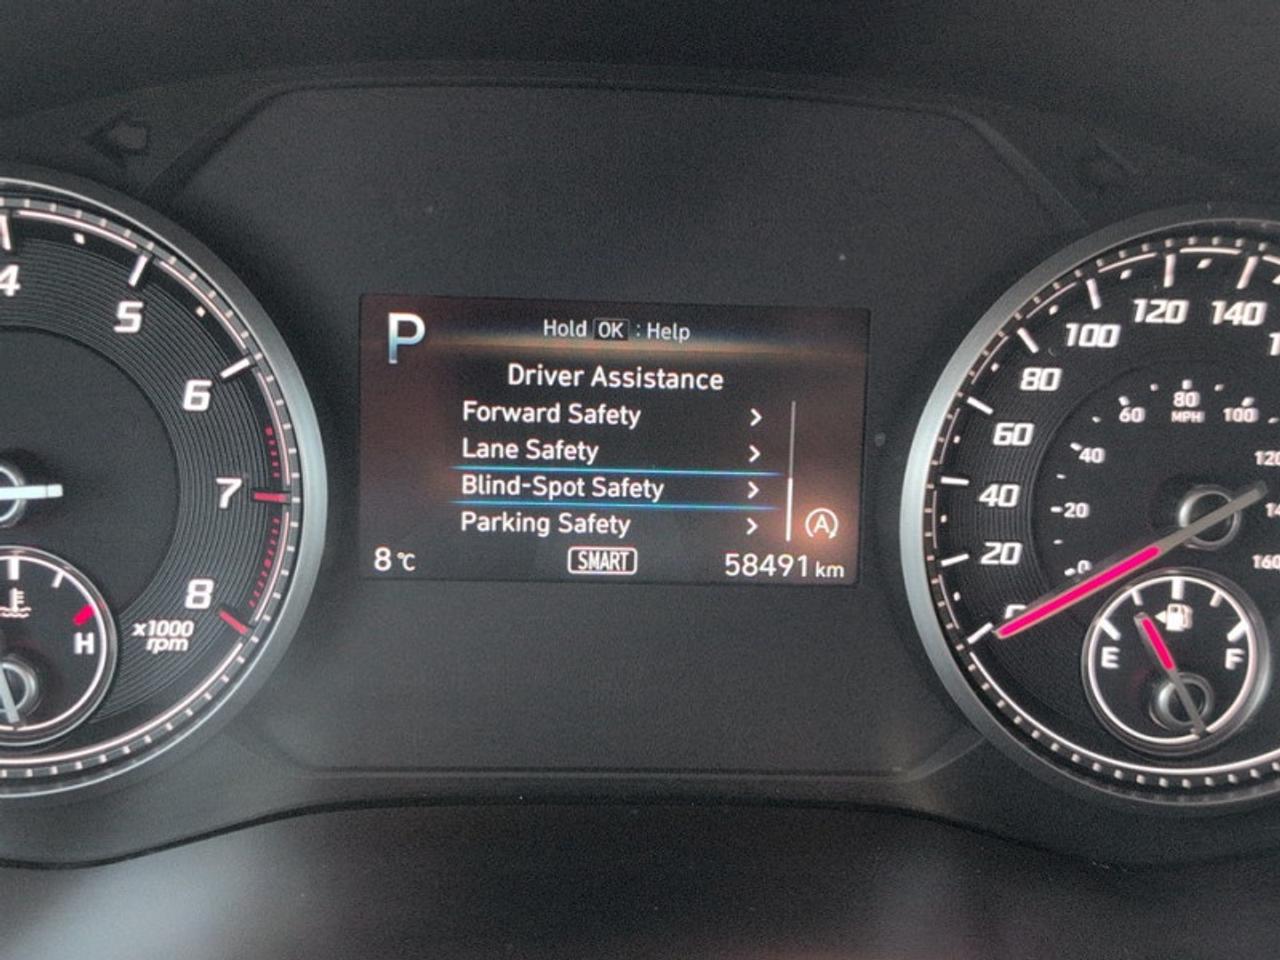 P
Hold OK : Help
Driver Assistance
Forward Safety >
Lane Safety >
Blind-Spot Safety >
Parking Safety >
A
8 °C
SMART
58491 km
4
5
6
7
8
x1000
rpm
H
0
20
40
60
80
100
120
140
0
20
40
60
80
MPH
100
120
160
E
F